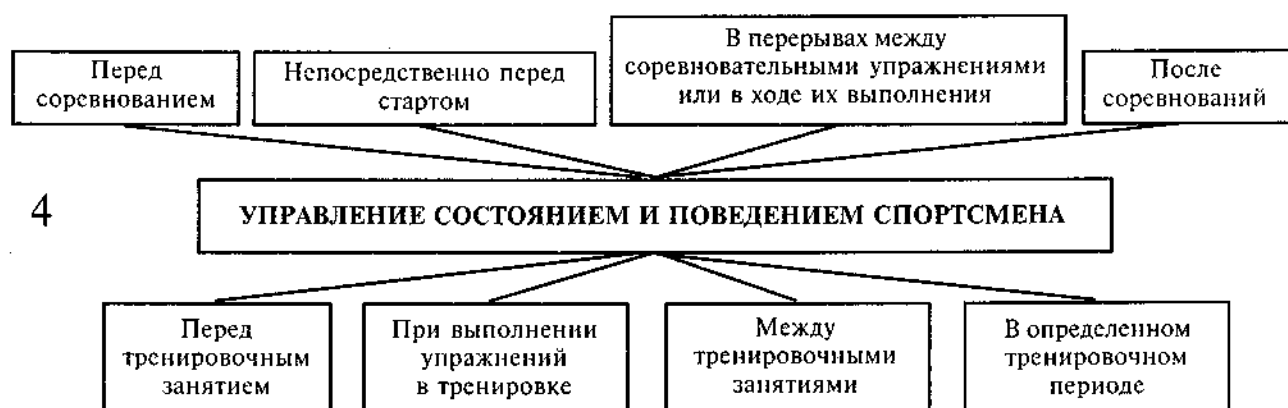 Перед
соревнованием
Непосредственно перед
стартом
В перерывах между
соревновательными упражнениями
или в ходе их выполнения
После
соревнований
4
УПРАВЛЕНИЕ СОСТОЯНИЕМ И ПОВЕДЕНИЕМ СПОРТСМЕНА
Перед
тренировочным
занятием
При выполнении
упражнений
в тренировке
Между
тренировочными
занятиями
В определенном
тренировочном
периоде